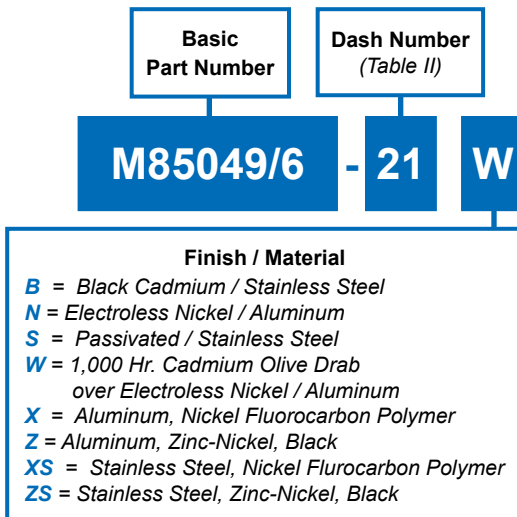 Basic
Part Number
Dash Number
(Table II)
M85049/6 - 21 W
Finish / Material
B = Black Cadmium / Stainless Steel
N = Electroless Nickel / Aluminum
S = Passivated / Stainless Steel
W = 1,000 Hr. Cadmium Olive Drab
over Electroless Nickel / Aluminum
X = Aluminum, Nickel Fluorocarbon Polymer
Z = Aluminum, Zinc-Nickel, Black
XS = Stainless Steel, Nickel Flurocarbon Polymer
ZS = Stainless Steel, Zinc-Nickel, Black